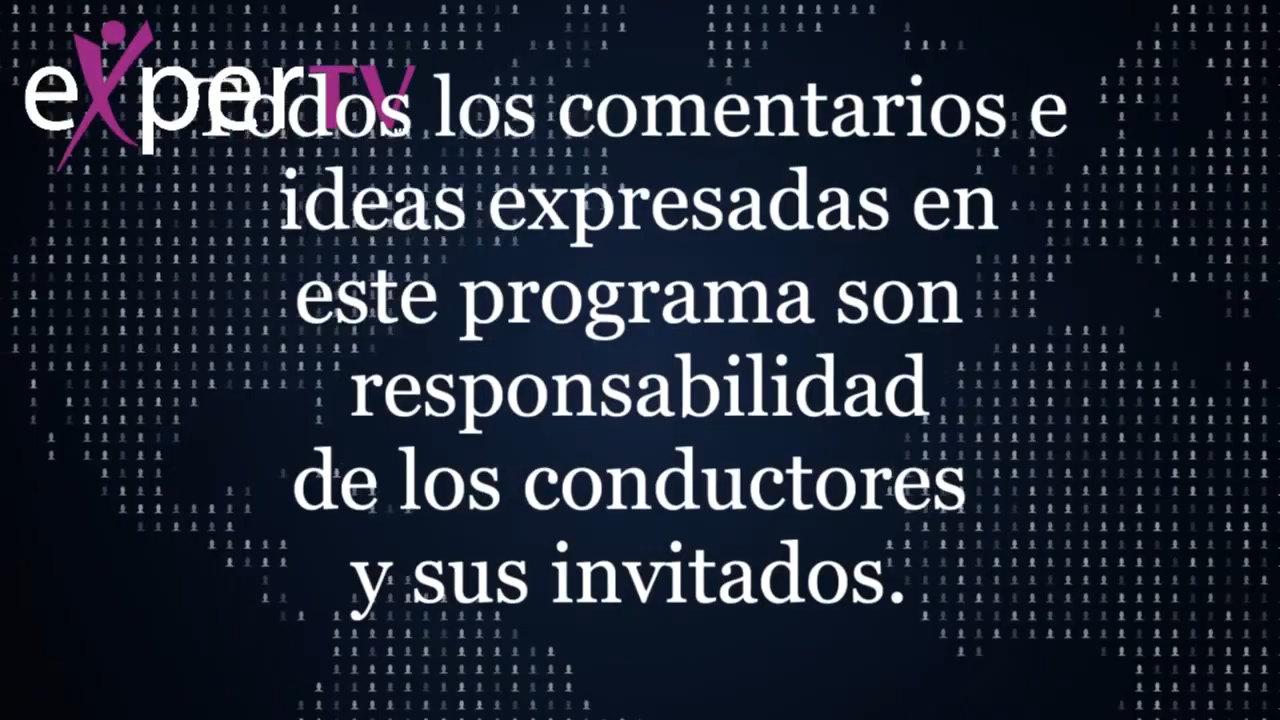 eXperTV
Todos los comentarios e
ideas expresadas en
este programa son
responsabilidad
de los conductores
y sus invitados.